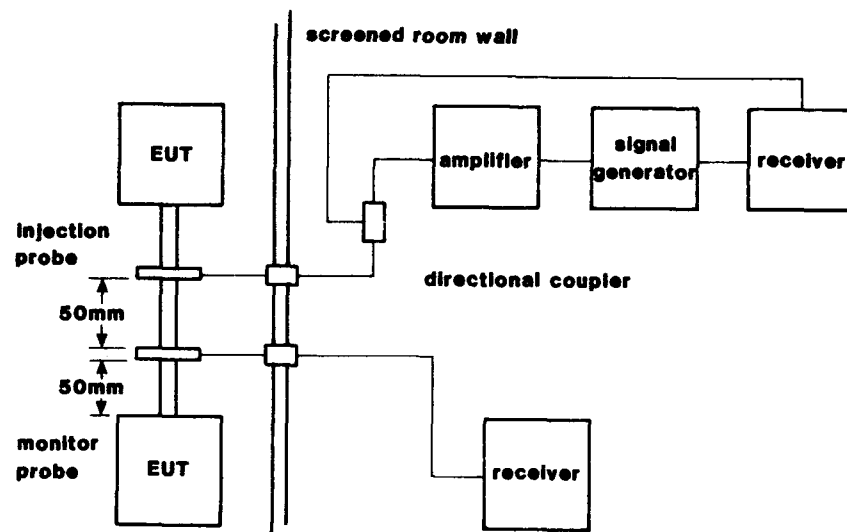 screened room wall
EUT
amplifier
signal
generator
receiver
injection
probe
directional coupler
50mm
50mm
monitor
probe
EUT
receiver